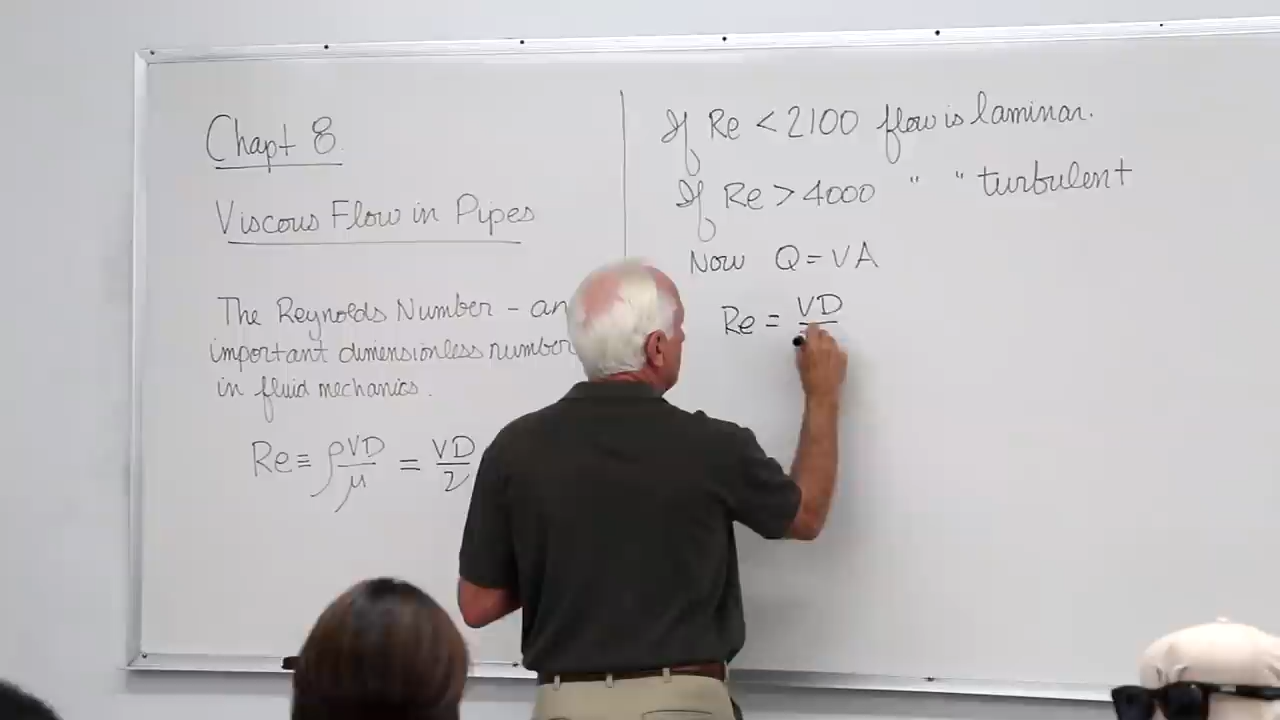 Chapt 8
Viscous Flow in Pipes
The Reynolds Number - an
important dimensionless number
in fluid mechanics.
Re ≡ ρVD/μ = VD/ν
If Re < 2100 flow is laminar.
If Re > 4000 " " turbulent
Now Q = VA
Re = VD